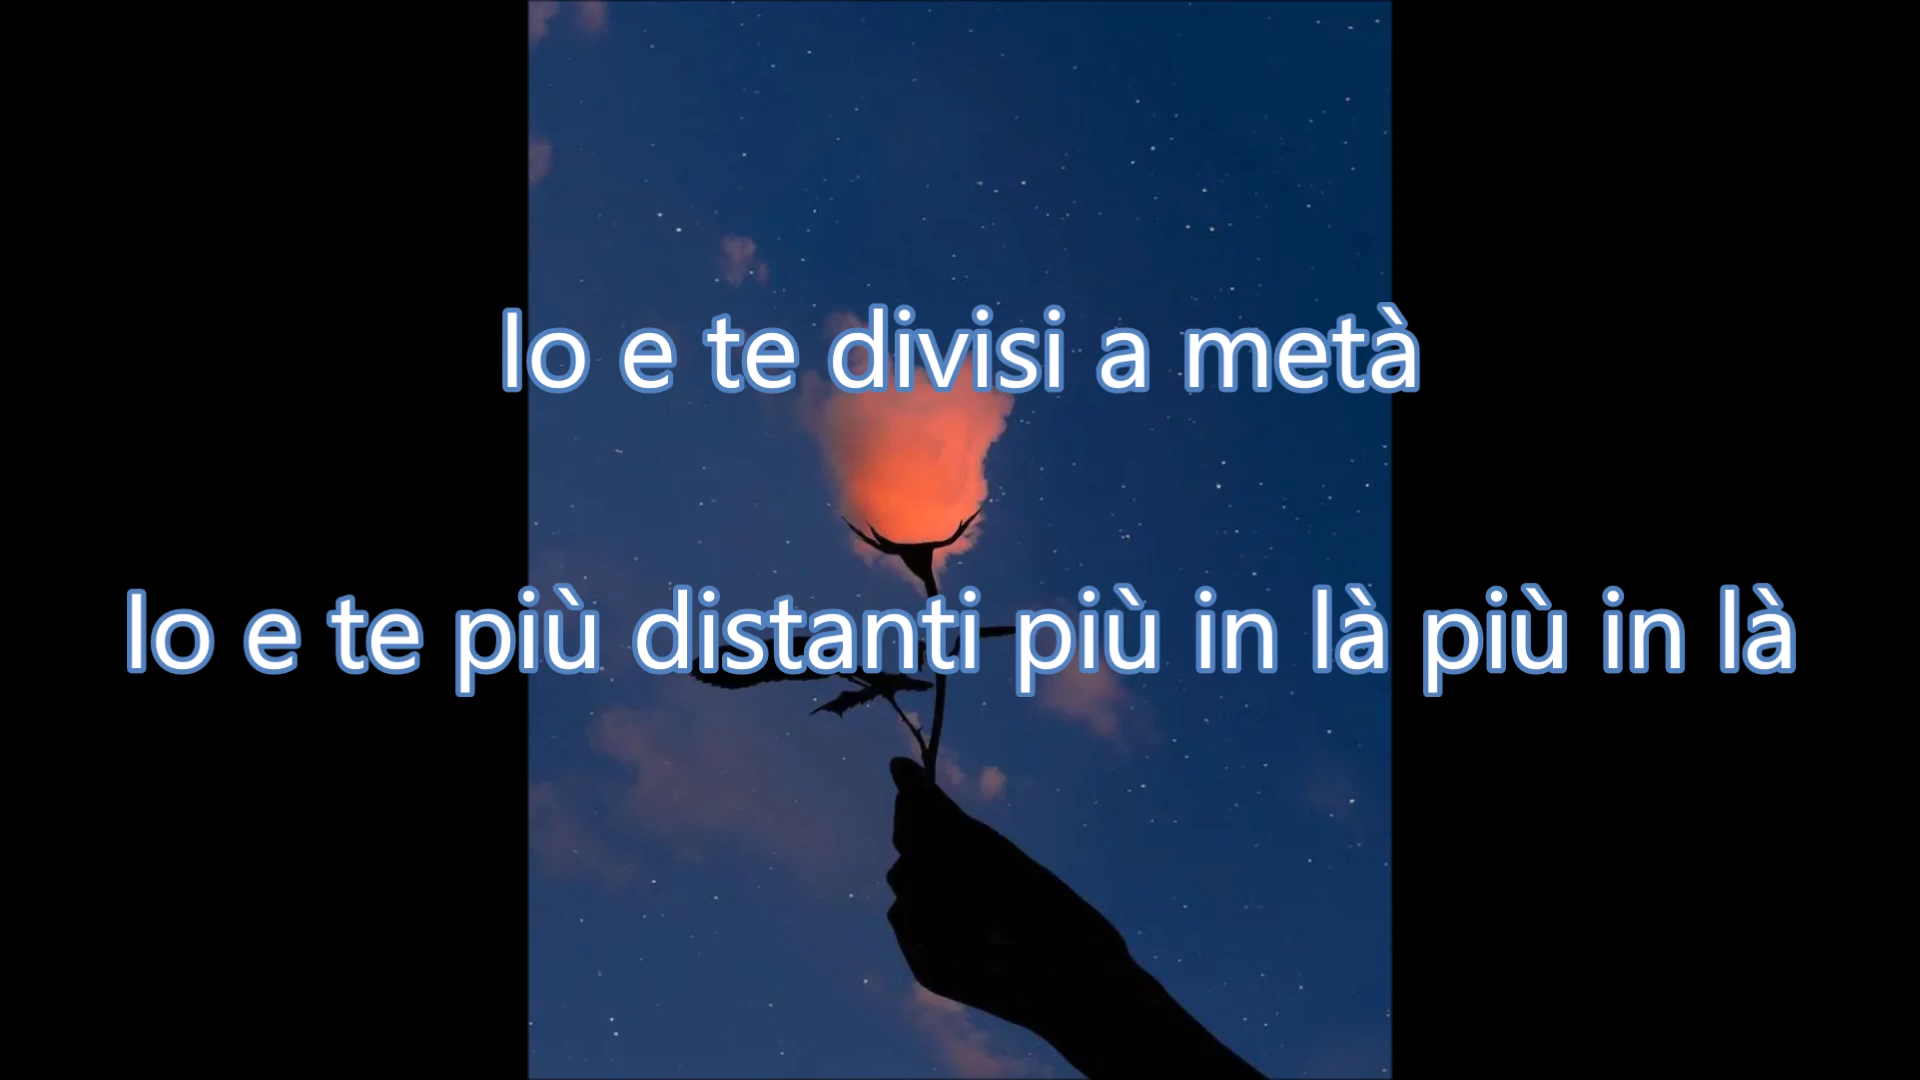 Io e te divisi a metà
Io e te più distanti più in là più in là